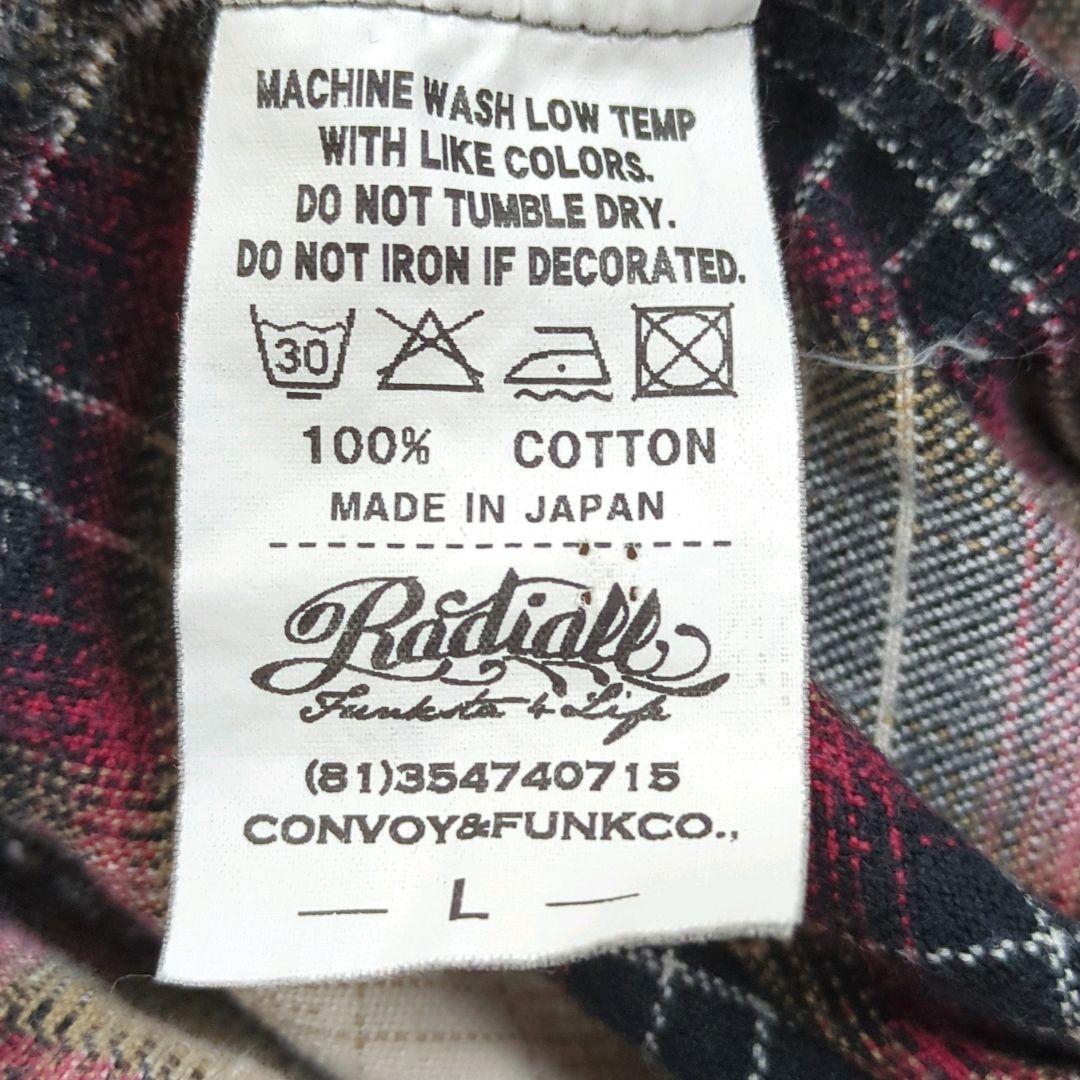 MACHINE WASH LOW TEMP
WITH LIKE COLORS.
DO NOT TUMBLE DRY.
DO NOT IRON IF DECORATED.
30
100% COTTON
MADE IN JAPAN
Radiall
Funksta 4 Life
(81)354740715
CONVOY&FUNKCO.,
— L —